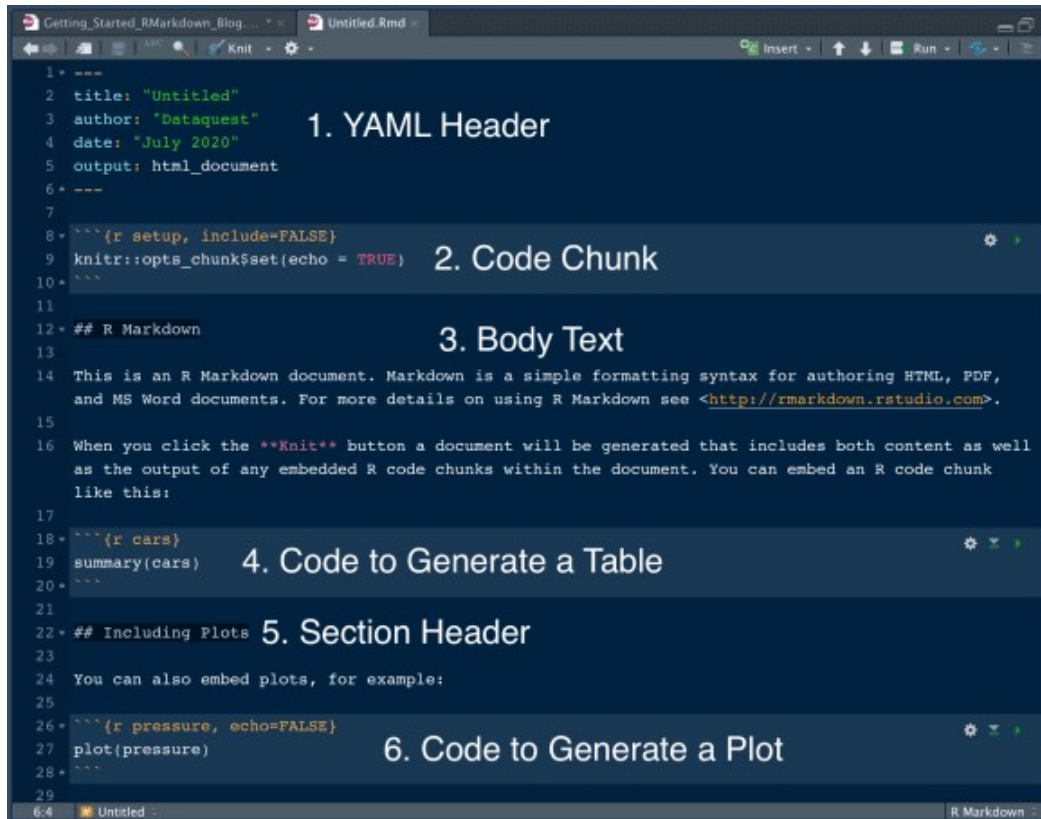 Getting_Started_RMarkdown_Blog.... * × Untitled.Rmd ×
ABC Knit Insert Run
1 ---
2 title: "Untitled"
3 author: "Dataquest"
1. YAML Header
4 date: "July 2020"
5 output: html_document
6 ---
7
8 ```{r setup, include=FALSE}
9 knitr::opts_chunk$set(echo = TRUE)
2. Code Chunk
10 ```
11
12 ## R Markdown
3. Body Text
13
14 This is an R Markdown document. Markdown is a simple formatting syntax for authoring HTML, PDF,
and MS Word documents. For more details on using R Markdown see <http://rmarkdown.rstudio.com>.
15
16 When you click the **Knit** button a document will be generated that includes both content as well
as the output of any embedded R code chunks within the document. You can embed an R code chunk
like this:
17
18 ```{r cars}
19 summary(cars)
4. Code to Generate a Table
20 ```
21
22 ## Including Plots
5. Section Header
23
24 You can also embed plots, for example:
25
26 ```{r pressure, echo=FALSE}
27 plot(pressure)
6. Code to Generate a Plot
28 ```
29
6:4 Untitled R Markdown